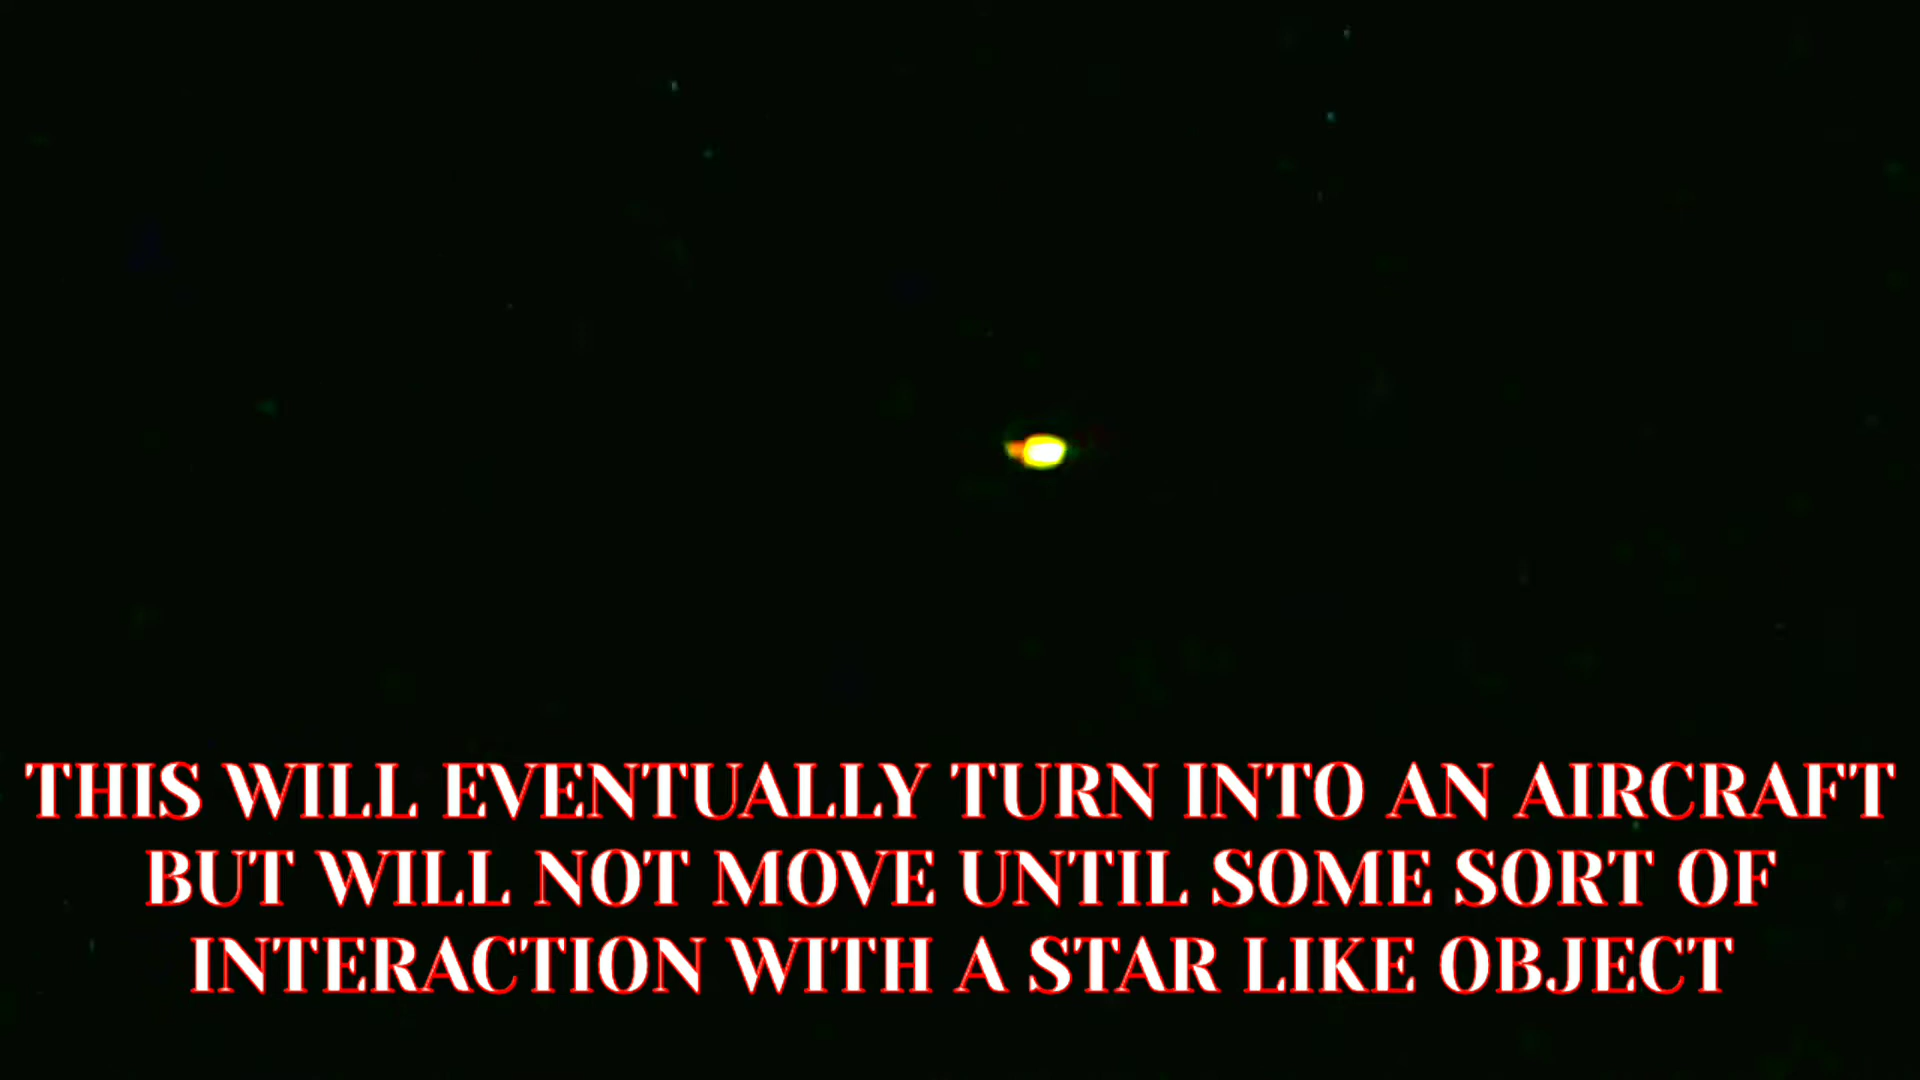 THIS WILL EVENTUALLY TURN INTO AN AIRCRAFT
BUT WILL NOT MOVE UNTIL SOME SORT OF
INTERACTION WITH A STAR LIKE OBJECT